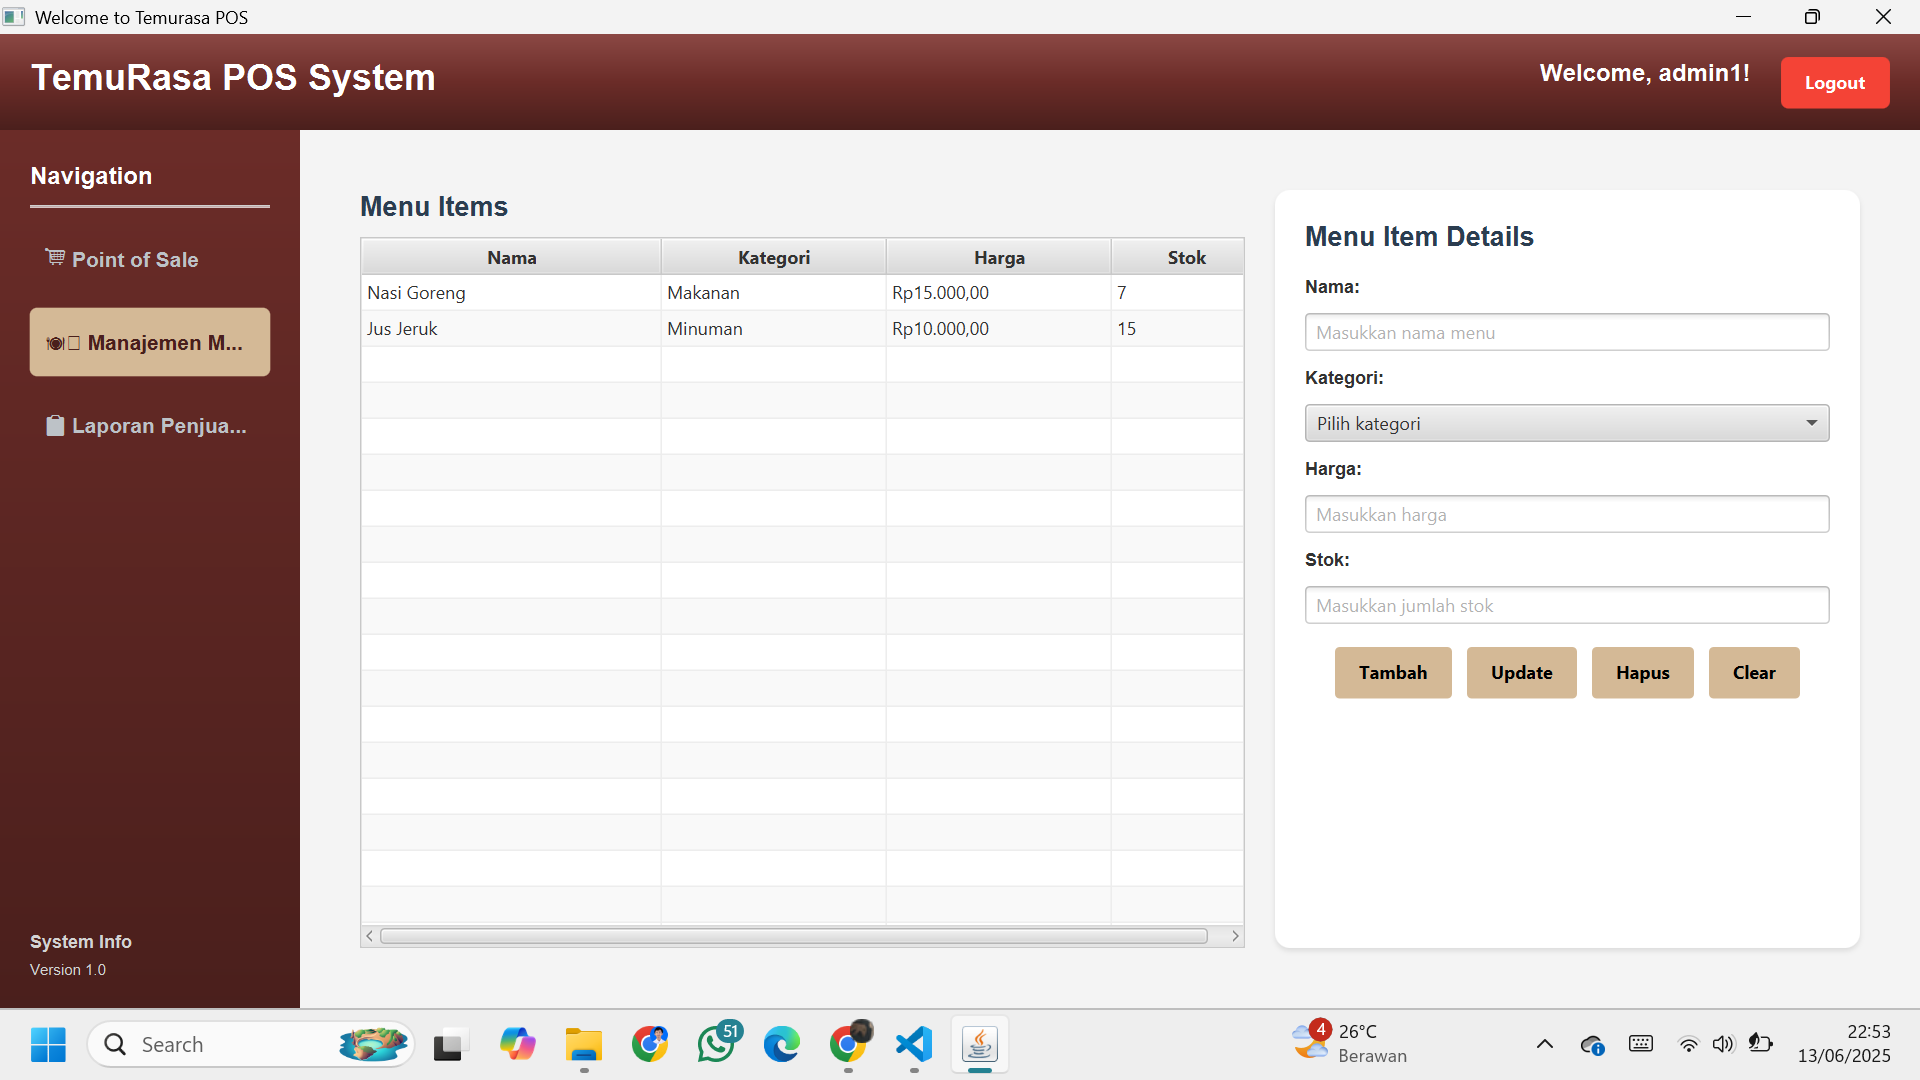 Welcome to Temurasa POS
TemuRasa POS System
Welcome, admin1!
Logout
Navigation
Point of Sale
Manajemen M...
Laporan Penjua...
System Info
Version 1.0
Menu Items
Nama Kategori Harga Stok
Nasi Goreng Makanan Rp15.000,00 7
Jus Jeruk Minuman Rp10.000,00 15
Menu Item Details
Nama:
Masukkan nama menu
Kategori:
Pilih kategori
Harga:
Masukkan harga
Stok:
Masukkan jumlah stok
Tambah Update Hapus Clear
Search
51
4
26°C
Berawan
22:53
13/06/2025